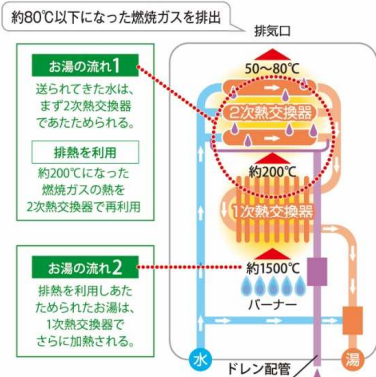 約80℃以下になった燃焼ガスを排出
お湯の流れ1
送られてきた水は、
まず2次熱交換器
であたためられる。
排熱を利用
約200℃になった
燃焼ガスの熱を
2次熱交換器で再利用
お湯の流れ2
排熱を利用しあた
ためられたお湯は、
1次熱交換器で
さらに加熱される。
排気口
50〜80℃
2次熱交換器
約200℃
1次熱交換器
約1500℃
バーナー
水
ドレン配管
湯